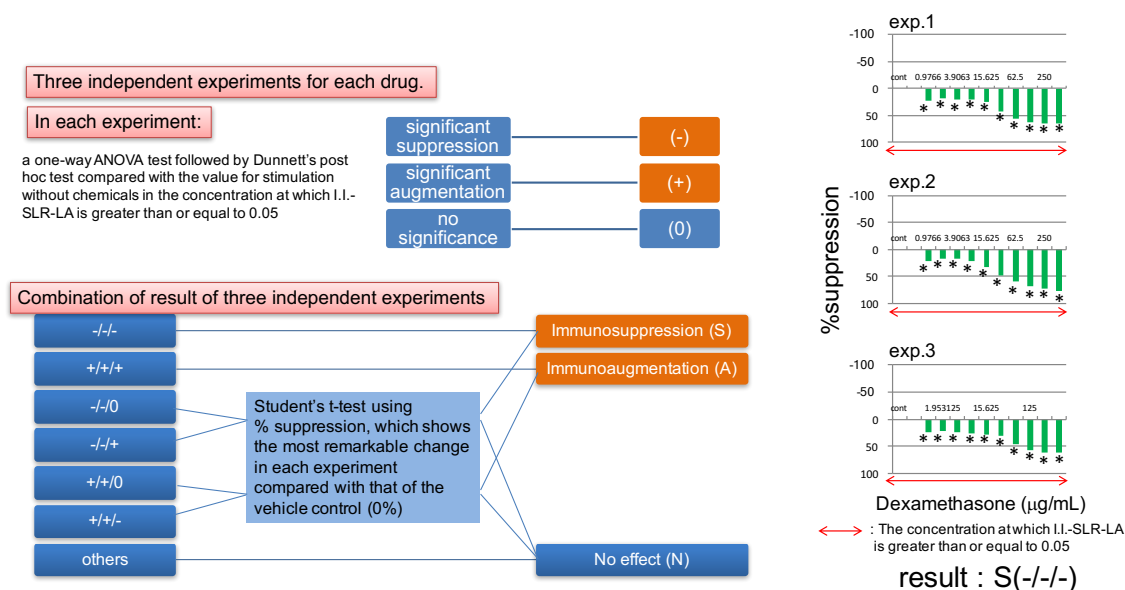 Three independent experiments for each drug.
In each experiment:
a one-way ANOVA test followed by Dunnett's post
hoc test compared with the value for stimulation
without chemicals in the concentration at which I.I.-
SLR-LA is greater than or equal to 0.05
significant
suppression
(-)
significant
augmentation
(+)
no
significance
(0)
Combination of result of three independent experiments
-/-/-
+/+/+
-/-/0
-/-/+
+/+/0
+/+/-
others
Student's t-test using
% suppression, which shows
the most remarkable change
in each experiment
compared with that of the
vehicle control (0%)
Immunosuppression (S)
Immunoaugmentation (A)
No effect (N)
%suppression
exp.1
-100
-50
cont 0.9766 3.9063 15.625 62.5 250
0
50
100
* * * * * * * * * *
exp.2
-100
-50
cont 0.9766 3.9063 15.625 62.5 250
0
50
100
* * * * * * * * * *
exp.3
-100
-50
cont 1.953125 15.625 125
0
50
100
* * * * * * * * * *
Dexamethasone (µg/mL)
: The concentration at which I.I.-SLR-LA
is greater than or equal to 0.05
result : S(-/-/-)